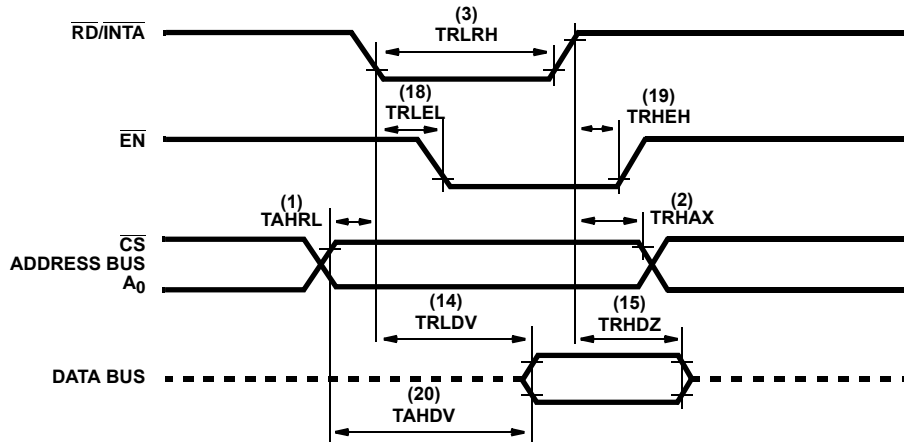 (3)
RD/INTA
TRLRH
(18)
TRLEL
(19)
TRHEH
EN
(1)
TAHRL
(2)
TRHAX
CS
ADDRESS BUS
A0
(14)
TRLDV
(15)
TRHDZ
DATA BUS
(20)
TAHDV